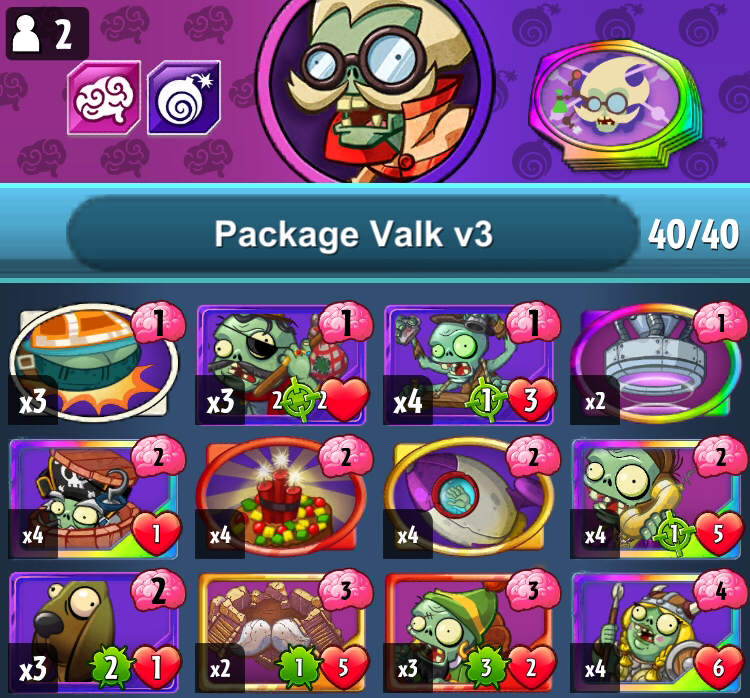 2
Package Valk v3 40/40
1 1 1 1
x3 x3 2 2 x4 1 3 x2
2 2 2 2
x4 1 x4 x4 x4 1 5
2 3 3 4
x3 2 1 x2 1 5 x3 3 2 x4 6